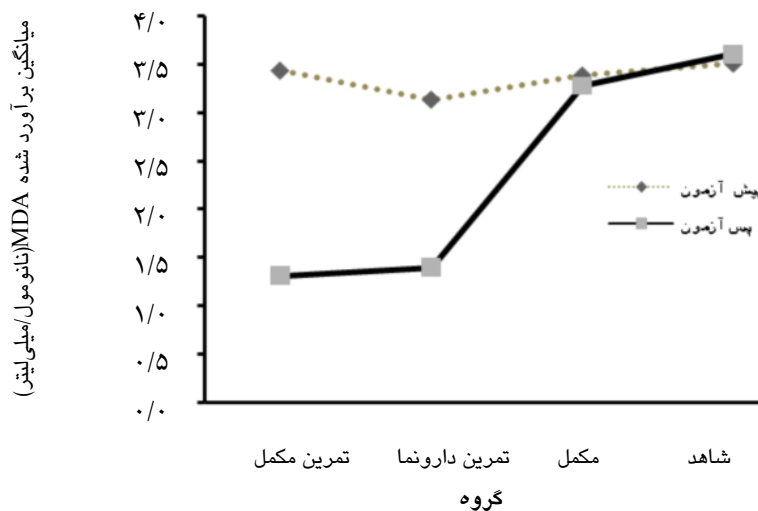 میانگین برآورد شده MDA(نانومول/میلی‌لیتر)
۴/۰
۳/۵
۳/۰
۲/۵
۲/۰
۱/۵
۱/۰
۰/۵
۰/۰
پیش آزمون
پس آزمون
شاهد
مکمل
تمرین دارونما
تمرین مکمل
گروه